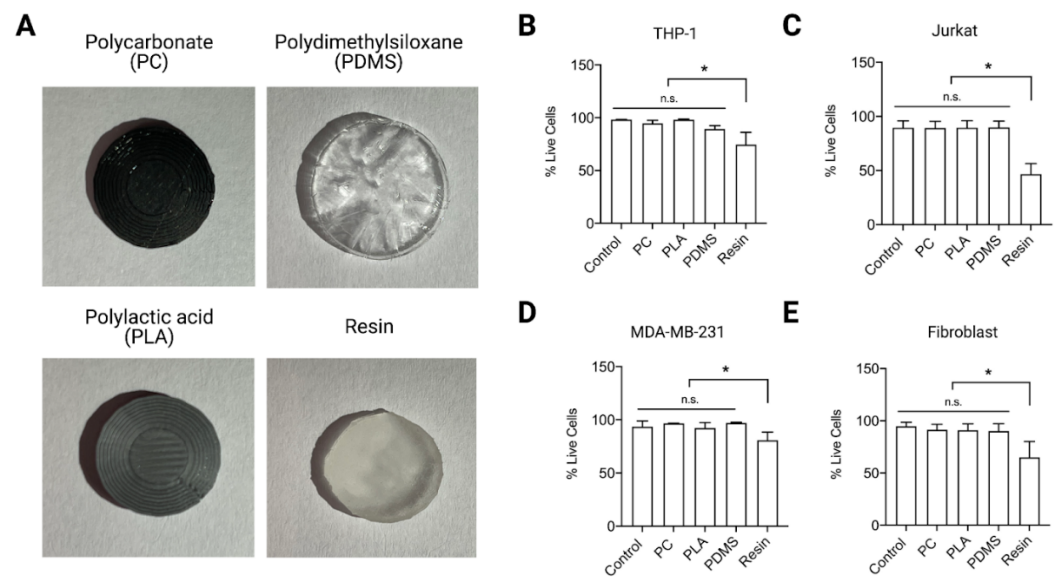 A
Polycarbonate
(PC)
Polydimethylsiloxane
(PDMS)
Polylactic acid
(PLA)
Resin
B
THP-1
% Live Cells
150
100
50
0
n.s.
*
Control
PC
PLA
PDMS
Resin
C
Jurkat
% Live Cells
150
100
50
0
n.s.
*
Control
PC
PLA
PDMS
Resin
D
MDA-MB-231
% Live Cells
150
100
50
0
n.s.
*
Control
PC
PLA
PDMS
Resin
E
Fibroblast
% Live Cells
150
100
50
0
n.s.
*
Control
PC
PLA
PDMS
Resin